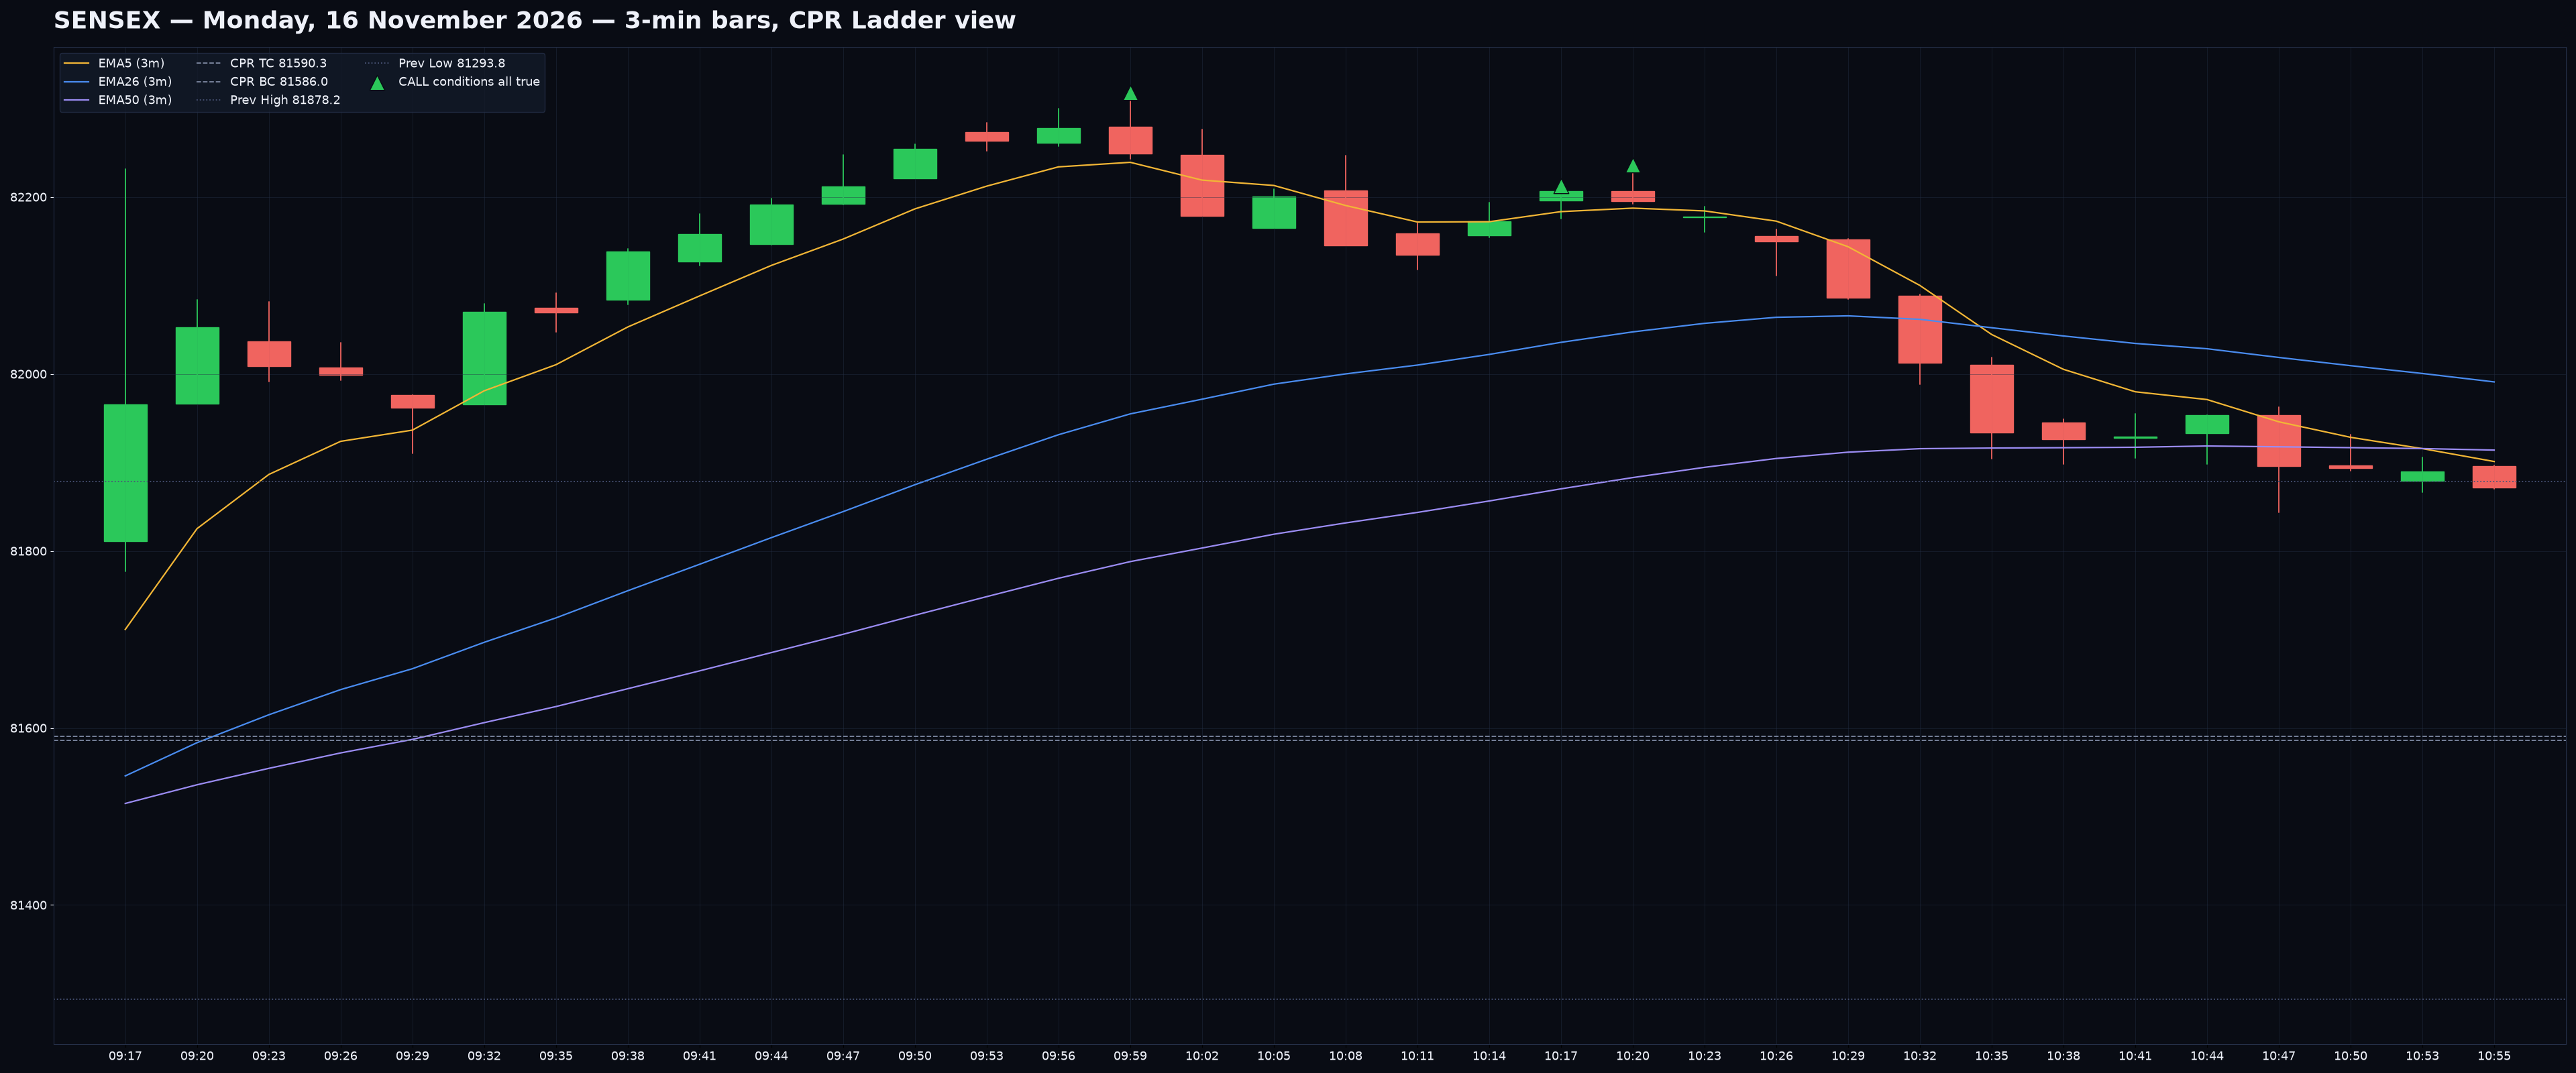 SENSEX — Monday, 16 November 2026 — 3-min bars, CPR Ladder view
EMA5 (3m)
EMA26 (3m)
EMA50 (3m)
CPR TC 81590.3
CPR BC 81586.0
Prev High 81878.2
Prev Low 81293.8
CALL conditions all true
82200
82000
81800
81600
81400
09:17 09:20 09:23 09:26 09:29 09:32 09:35 09:38 09:41 09:44 09:47 09:50 09:53 09:56 09:59 10:02 10:05 10:08 10:11 10:14 10:17 10:20 10:23 10:26 10:29 10:32 10:35 10:38 10:41 10:44 10:47 10:50 10:53 10:55